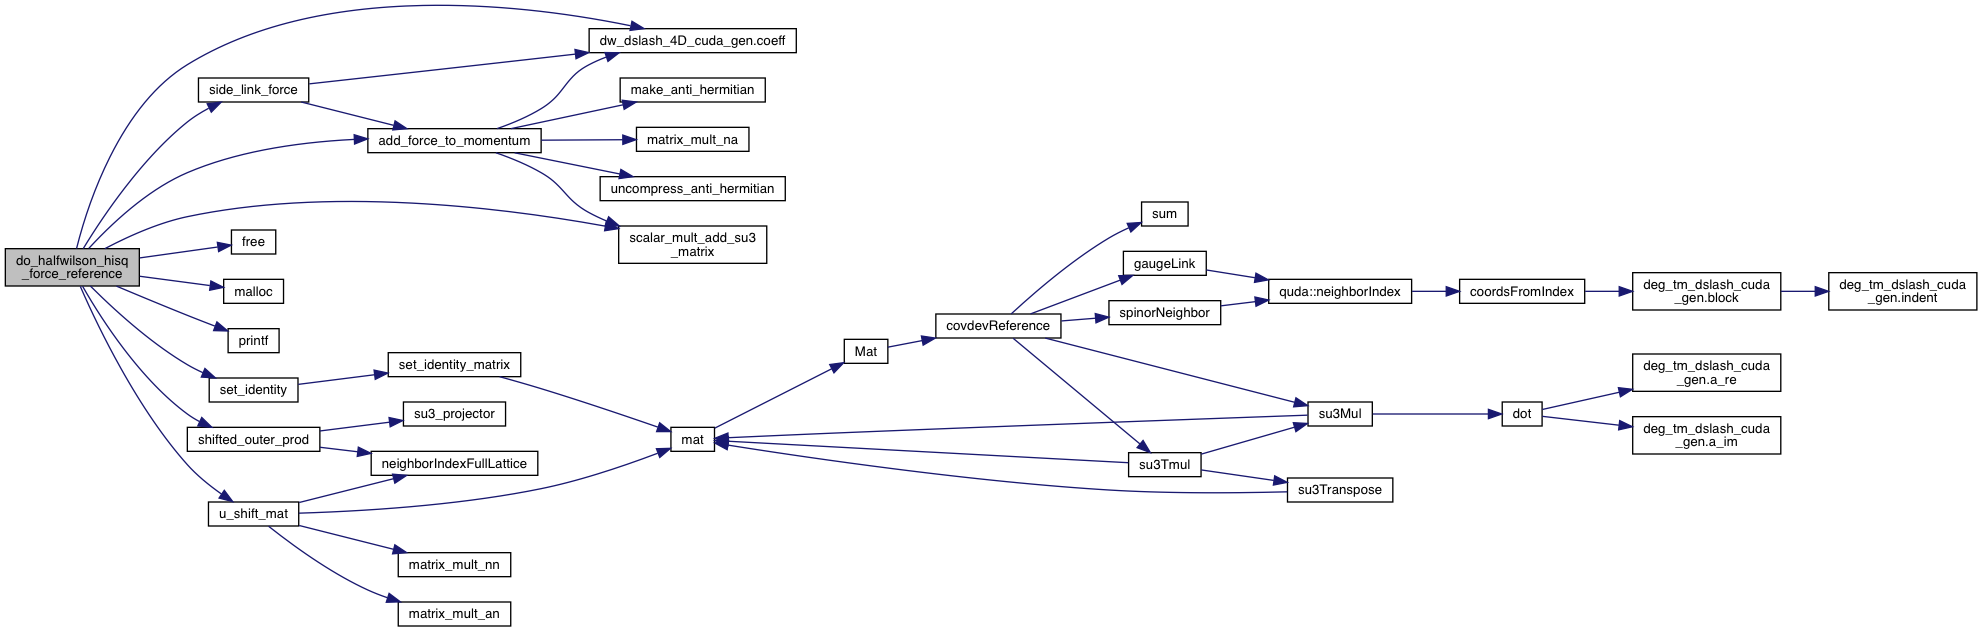 do_halfwilson_hisq
_force_reference
side_link_force
add_force_to_momentum
dw_dslash_4D_cuda_gen.coeff
make_anti_hermitian
matrix_mult_na
uncompress_anti_hermitian
scalar_mult_add_su3
_matrix
free
malloc
printf
set_identity
set_identity_matrix
shifted_outer_prod
su3_projector
neighborIndexFullLattice
u_shift_mat
matrix_mult_nn
matrix_mult_an
mat
Mat
covdevReference
sum
gaugeLink
spinorNeighbor
quda::neighborIndex
coordsFromIndex
deg_tm_dslash_cuda
_gen.block
deg_tm_dslash_cuda
_gen.indent
su3Mul
su3Tmul
su3Transpose
dot
deg_tm_dslash_cuda
_gen.a_re
deg_tm_dslash_cuda
_gen.a_im